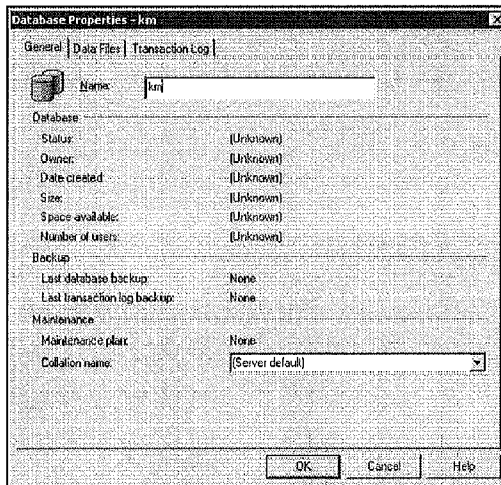 Database Properties - km
General Data Files Transaction Log
Name: km
Database
Status: (Unknown)
Owner: (Unknown)
Date created: (Unknown)
Size: (Unknown)
Space available: (Unknown)
Number of users: (Unknown)
Backup
Last database backup: None
Last transaction log backup: None
Maintenance
Maintenance plan: None
Collation name: (Server default)
OK Cancel Help